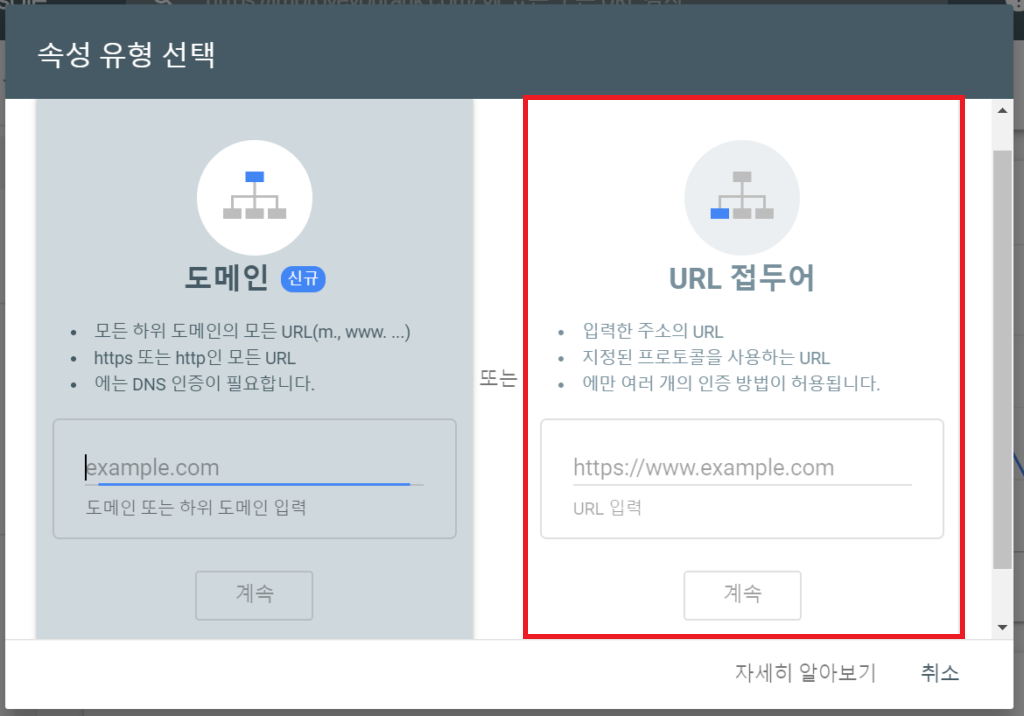 속성 유형 선택
도메인 신규
모든 하위 도메인의 모든 URL(m., www. ...)
https 또는 http인 모든 URL
에는 DNS 인증이 필요합니다.
example.com
도메인 또는 하위 도메인 입력
계속
또는
URL 접두어
입력한 주소의 URL
지정된 프로토콜을 사용하는 URL
에만 여러 개의 인증 방법이 허용됩니다.
https://www.example.com
URL 입력
계속
자세히 알아보기
취소